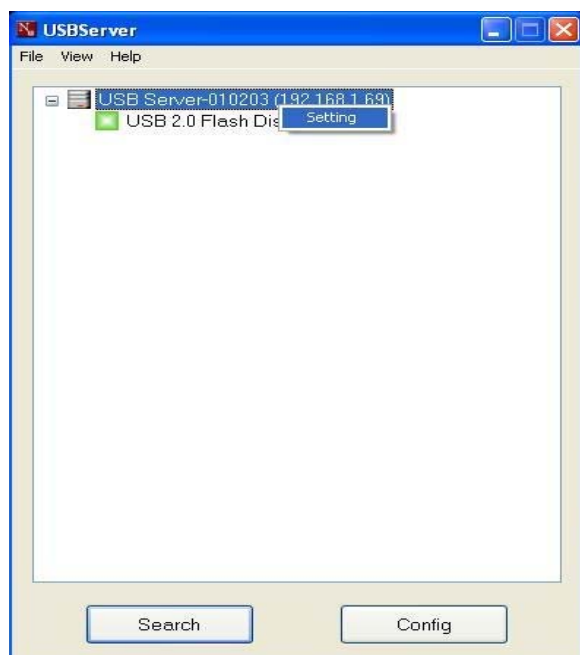 USBServer
File View Help
USB Server-010203 (192.168.1.69)
USB 2.0 Flash Dis
Setting
Search
Config